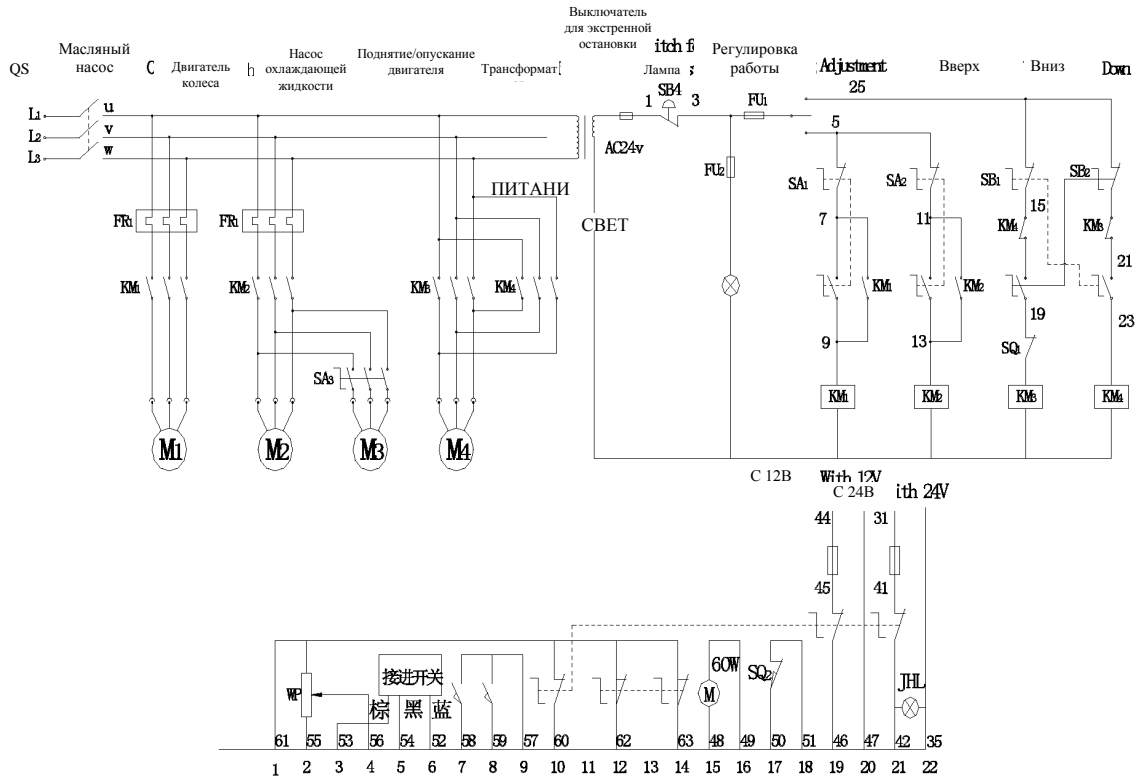 Выключатель
для экстренной
остановки
itch f
Масляный
насос
Насос
охлаждающей
жидкости
Поднятие/опускание
двигателя
Регулировка
работы
QS
Двигатель
колеса
h
Трансформат
Лампа
Adjustment
Вверх
Вниз
Down
L1
L2
L3
u
v
w
1
SB4
3
FU1
25
5
AC24v
FU2
SA1
SA2
SB1
SB2
ПИТАНИ
СВЕТ
FR1
FR1
7
11
15
KM4
KM3
21
KM1
KM2
KM3
KM4
KM1
KM2
19
23
9
13
SQ1
SA3
KM1
KM2
KM3
KM4
M1
M2
M3
M4
С 12В
With 12V
С 24В
ith 24V
44
31
45
41
接进开关
棕 黑 蓝
WP
60W
M
SQ2
JHL
61 55 53 56 54 52 58 59 57 60 62 63 48 49 50 51 46 47 42 35
1 2 3 4 5 6 7 8 9 10 11 12 13 14 15 16 17 18 19 20 21 22